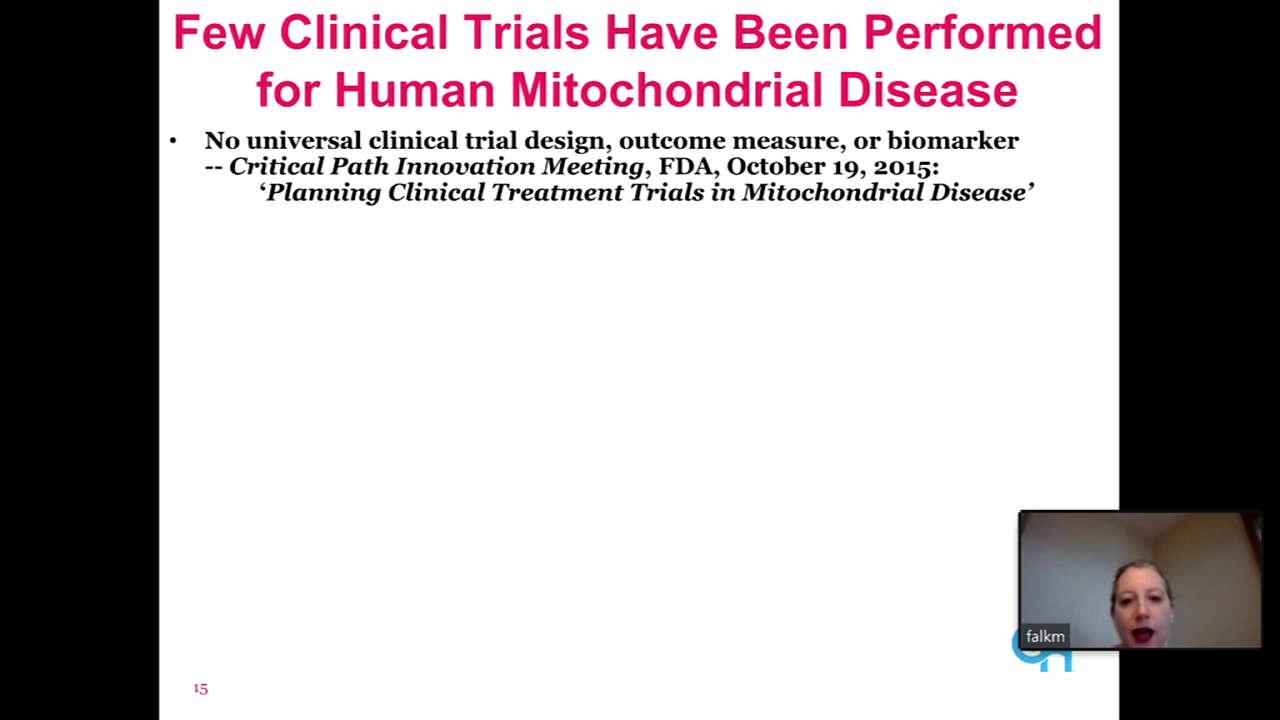 Few Clinical Trials Have Been Performed
for Human Mitochondrial Disease
• No universal clinical trial design, outcome measure, or biomarker
-- Critical Path Innovation Meeting, FDA, October 19, 2015:
‘Planning Clinical Treatment Trials in Mitochondrial Disease’
falkm
15